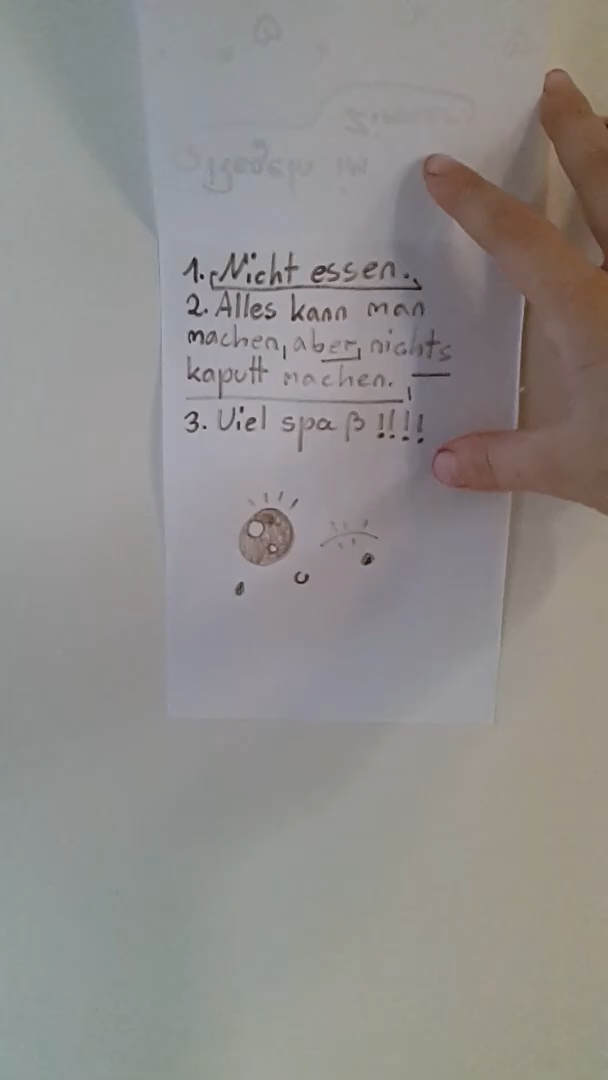 1. Nicht essen.
2. Alles kann man
machen, aber, nichts
kaputt machen.
3. Viel spaß !!!!